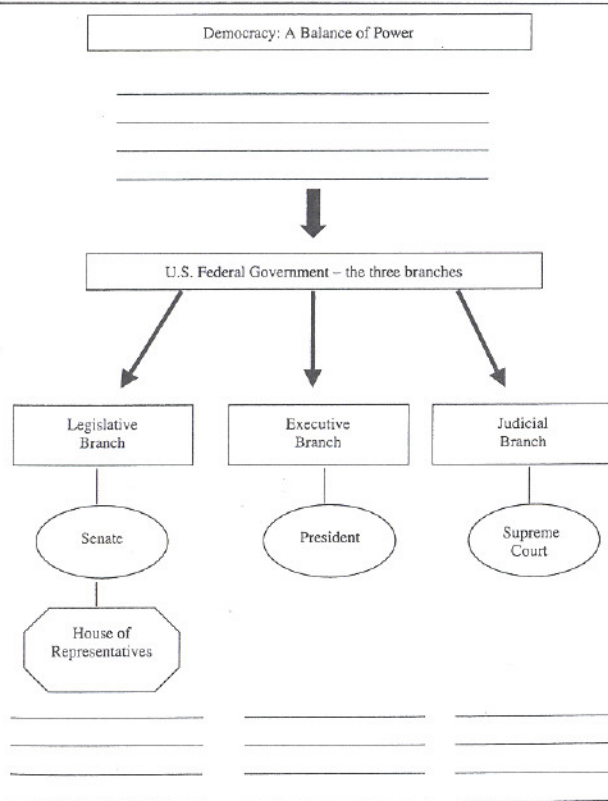 Democracy: A Balance of Power
U.S. Federal Government – the three branches
Legislative
Branch
Executive
Branch
Judicial
Branch
Senate
President
Supreme
Court
House of
Representatives